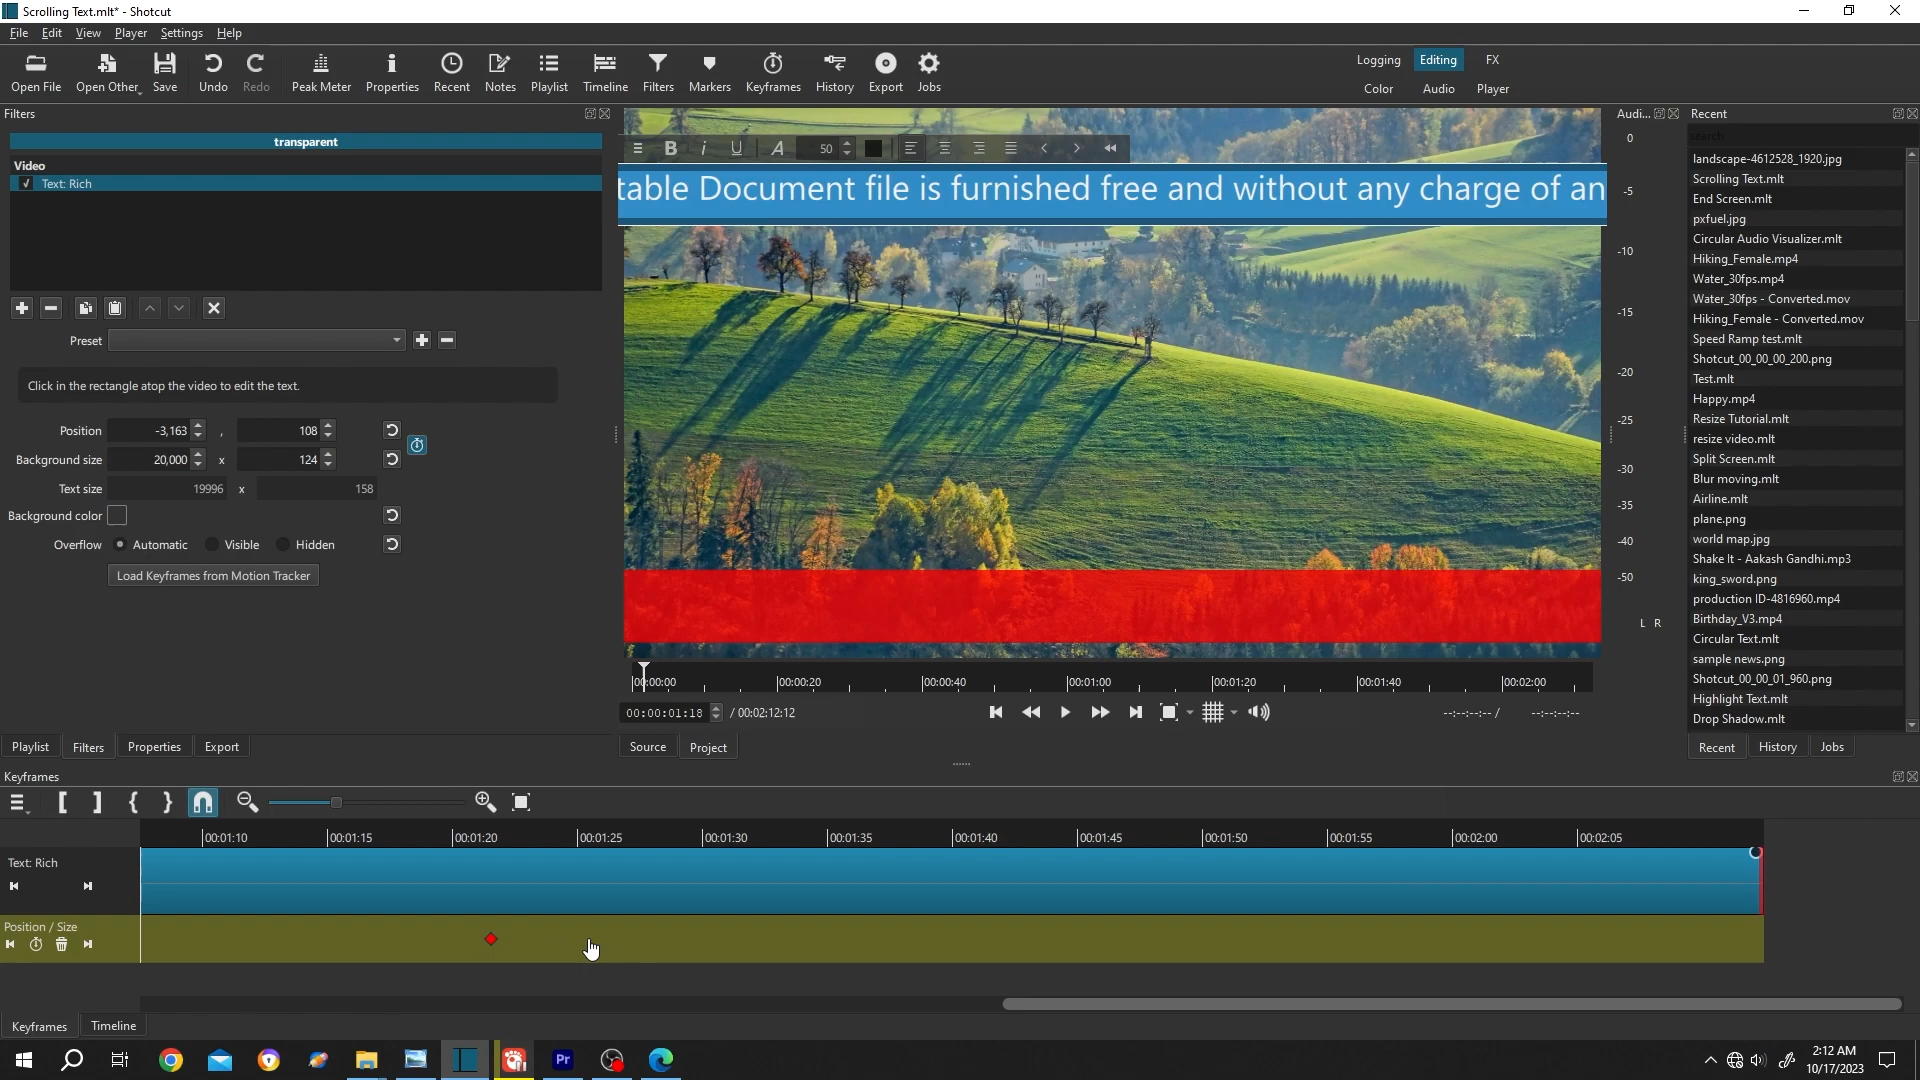 Scrolling Text.mlt* - Shotcut
File Edit View Player Settings Help
Open File Open Other Save Undo Redo Peak Meter Properties Recent Notes Playlist Timeline Filters Markers Keyframes History Export Jobs
Logging Editing FX
Color Audio Player
Filters
transparent
Video
Text: Rich
Preset
Click in the rectangle atop the video to edit the text.
Position -3,163 , 108
Background size 20,000 x 124
Text size 19996 x 158
Background color
Overflow Automatic Visible Hidden
Load Keyframes from Motion Tracker
Playlist Filters Properties Export
B i U A 50
table Document file is furnished free and without any charge of an
00:00:00 00:00:20 00:00:40 00:01:00 00:01:20 00:01:40 00:02:00
00:00:01:18 / 00:02:12:12
--:--:--:-- / --:--:--:--
Source Project
Audi...
0
-5
-10
-15
-20
-25
-30
-35
-40
-50
L R
Recent
search
landscape-4612528_1920.jpg
Scrolling Text.mlt
End Screen.mlt
pxfuel.jpg
Circular Audio Visualizer.mlt
Hiking_Female.mp4
Water_30fps.mp4
Water_30fps - Converted.mov
Hiking_Female - Converted.mov
Speed Ramp test.mlt
Shotcut_00_00_00_200.png
Test.mlt
Happy.mp4
Resize Tutorial.mlt
resize video.mlt
Split Screen.mlt
Blur moving.mlt
Airline.mlt
plane.png
world map.jpg
Shake It - Aakash Gandhi.mp3
king_sword.png
production ID-4816960.mp4
Birthday_V3.mp4
Circular Text.mlt
sample news.png
Shotcut_00_00_01_960.png
Highlight Text.mlt
Drop Shadow.mlt
Recent History Jobs
Keyframes
00:01:10 00:01:15 00:01:20 00:01:25 00:01:30 00:01:35 00:01:40 00:01:45 00:01:50 00:01:55 00:02:00 00:02:05
Text: Rich
Position / Size
Keyframes Timeline
Pr
2:12 AM
10/17/2023